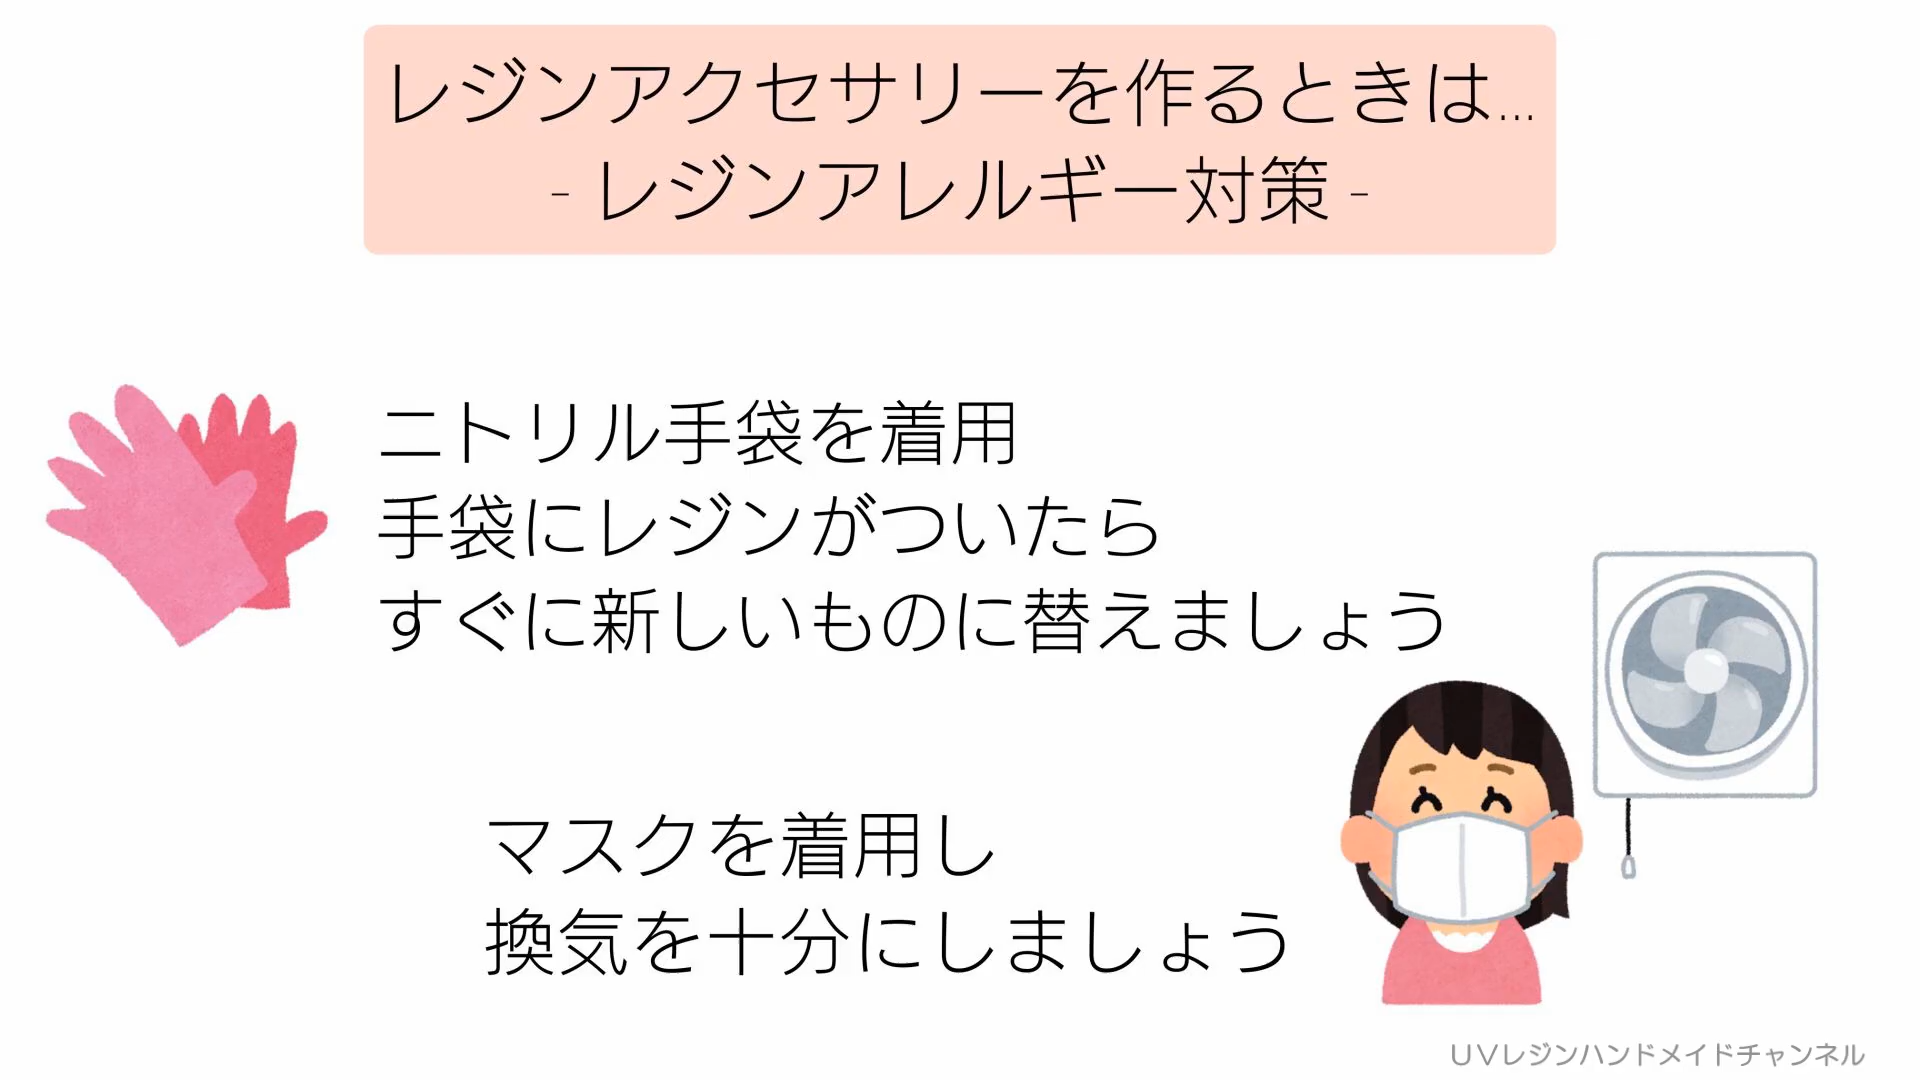 レジンアクセサリーを作るときは...
- レジンアレルギー対策 -
ニトリル手袋を着用
手袋にレジンがついたら
すぐに新しいものに替えましょう
マスクを着用し
換気を十分にしましょう
UVレジンハンドメイドチャンネル